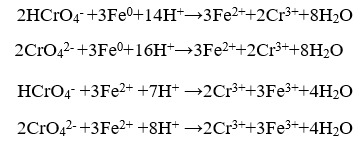 2HCrO₄⁻+3Fe⁰+14H⁺→3Fe²⁺+2Cr³⁺+8H₂O
2CrO₄²⁻+3Fe⁰+16H⁺→3Fe²⁺+2Cr³⁺+8H₂O
HCrO₄⁻ +3Fe²⁺ +7H⁺ →2Cr³⁺+3Fe³⁺+4H₂O
2CrO₄²⁻ +3Fe²⁺ +8H⁺ →2Cr³⁺+3Fe³⁺+4H₂O